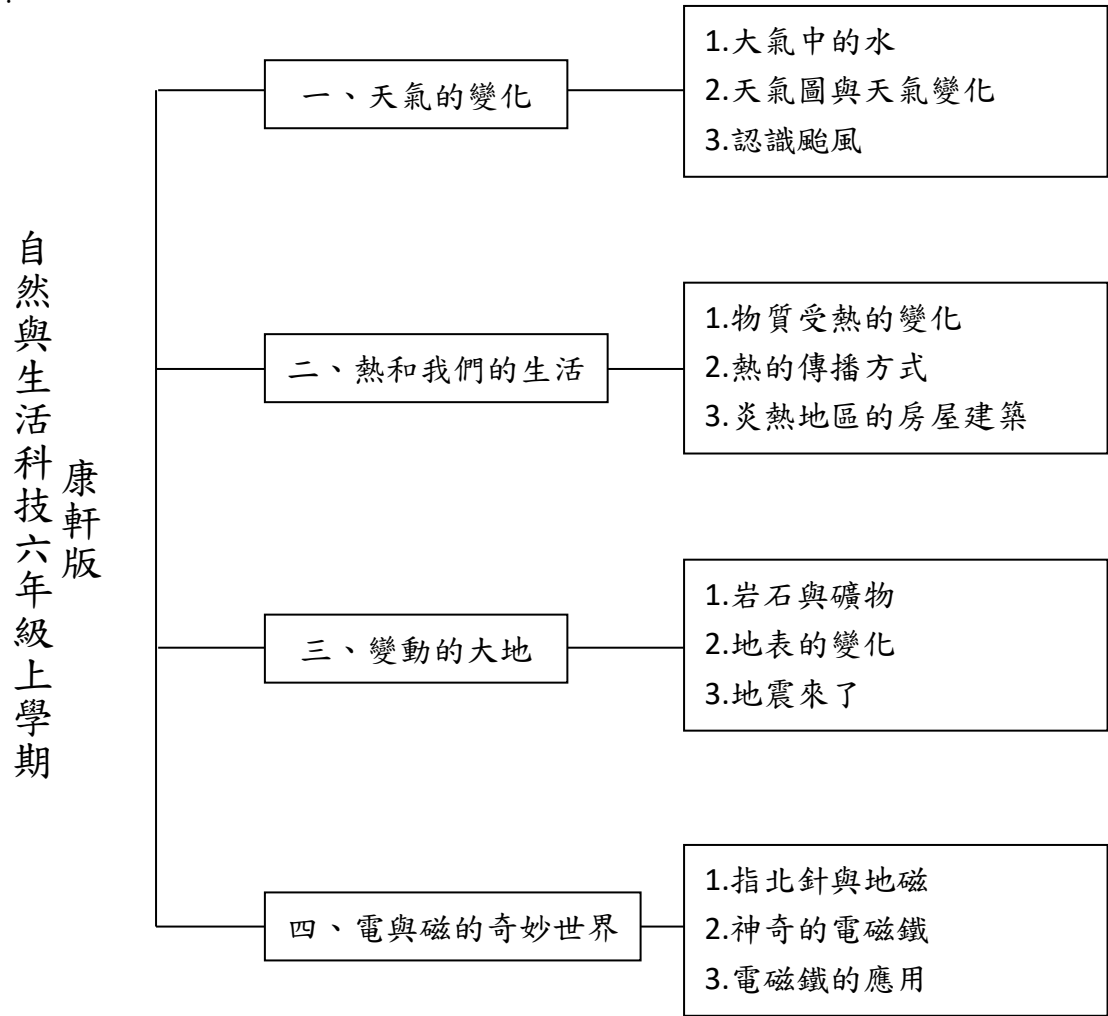 自然與生活科技六年級上學期
康軒版
一、天氣的變化
1.大氣中的水
2.天氣圖與天氣變化
3.認識颱風
二、熱和我們的生活
1.物質受熱的變化
2.熱的傳播方式
3.炎熱地區的房屋建築
三、變動的大地
1.岩石與礦物
2.地表的變化
3.地震來了
四、電與磁的奇妙世界
1.指北針與地磁
2.神奇的電磁鐵
3.電磁鐵的應用